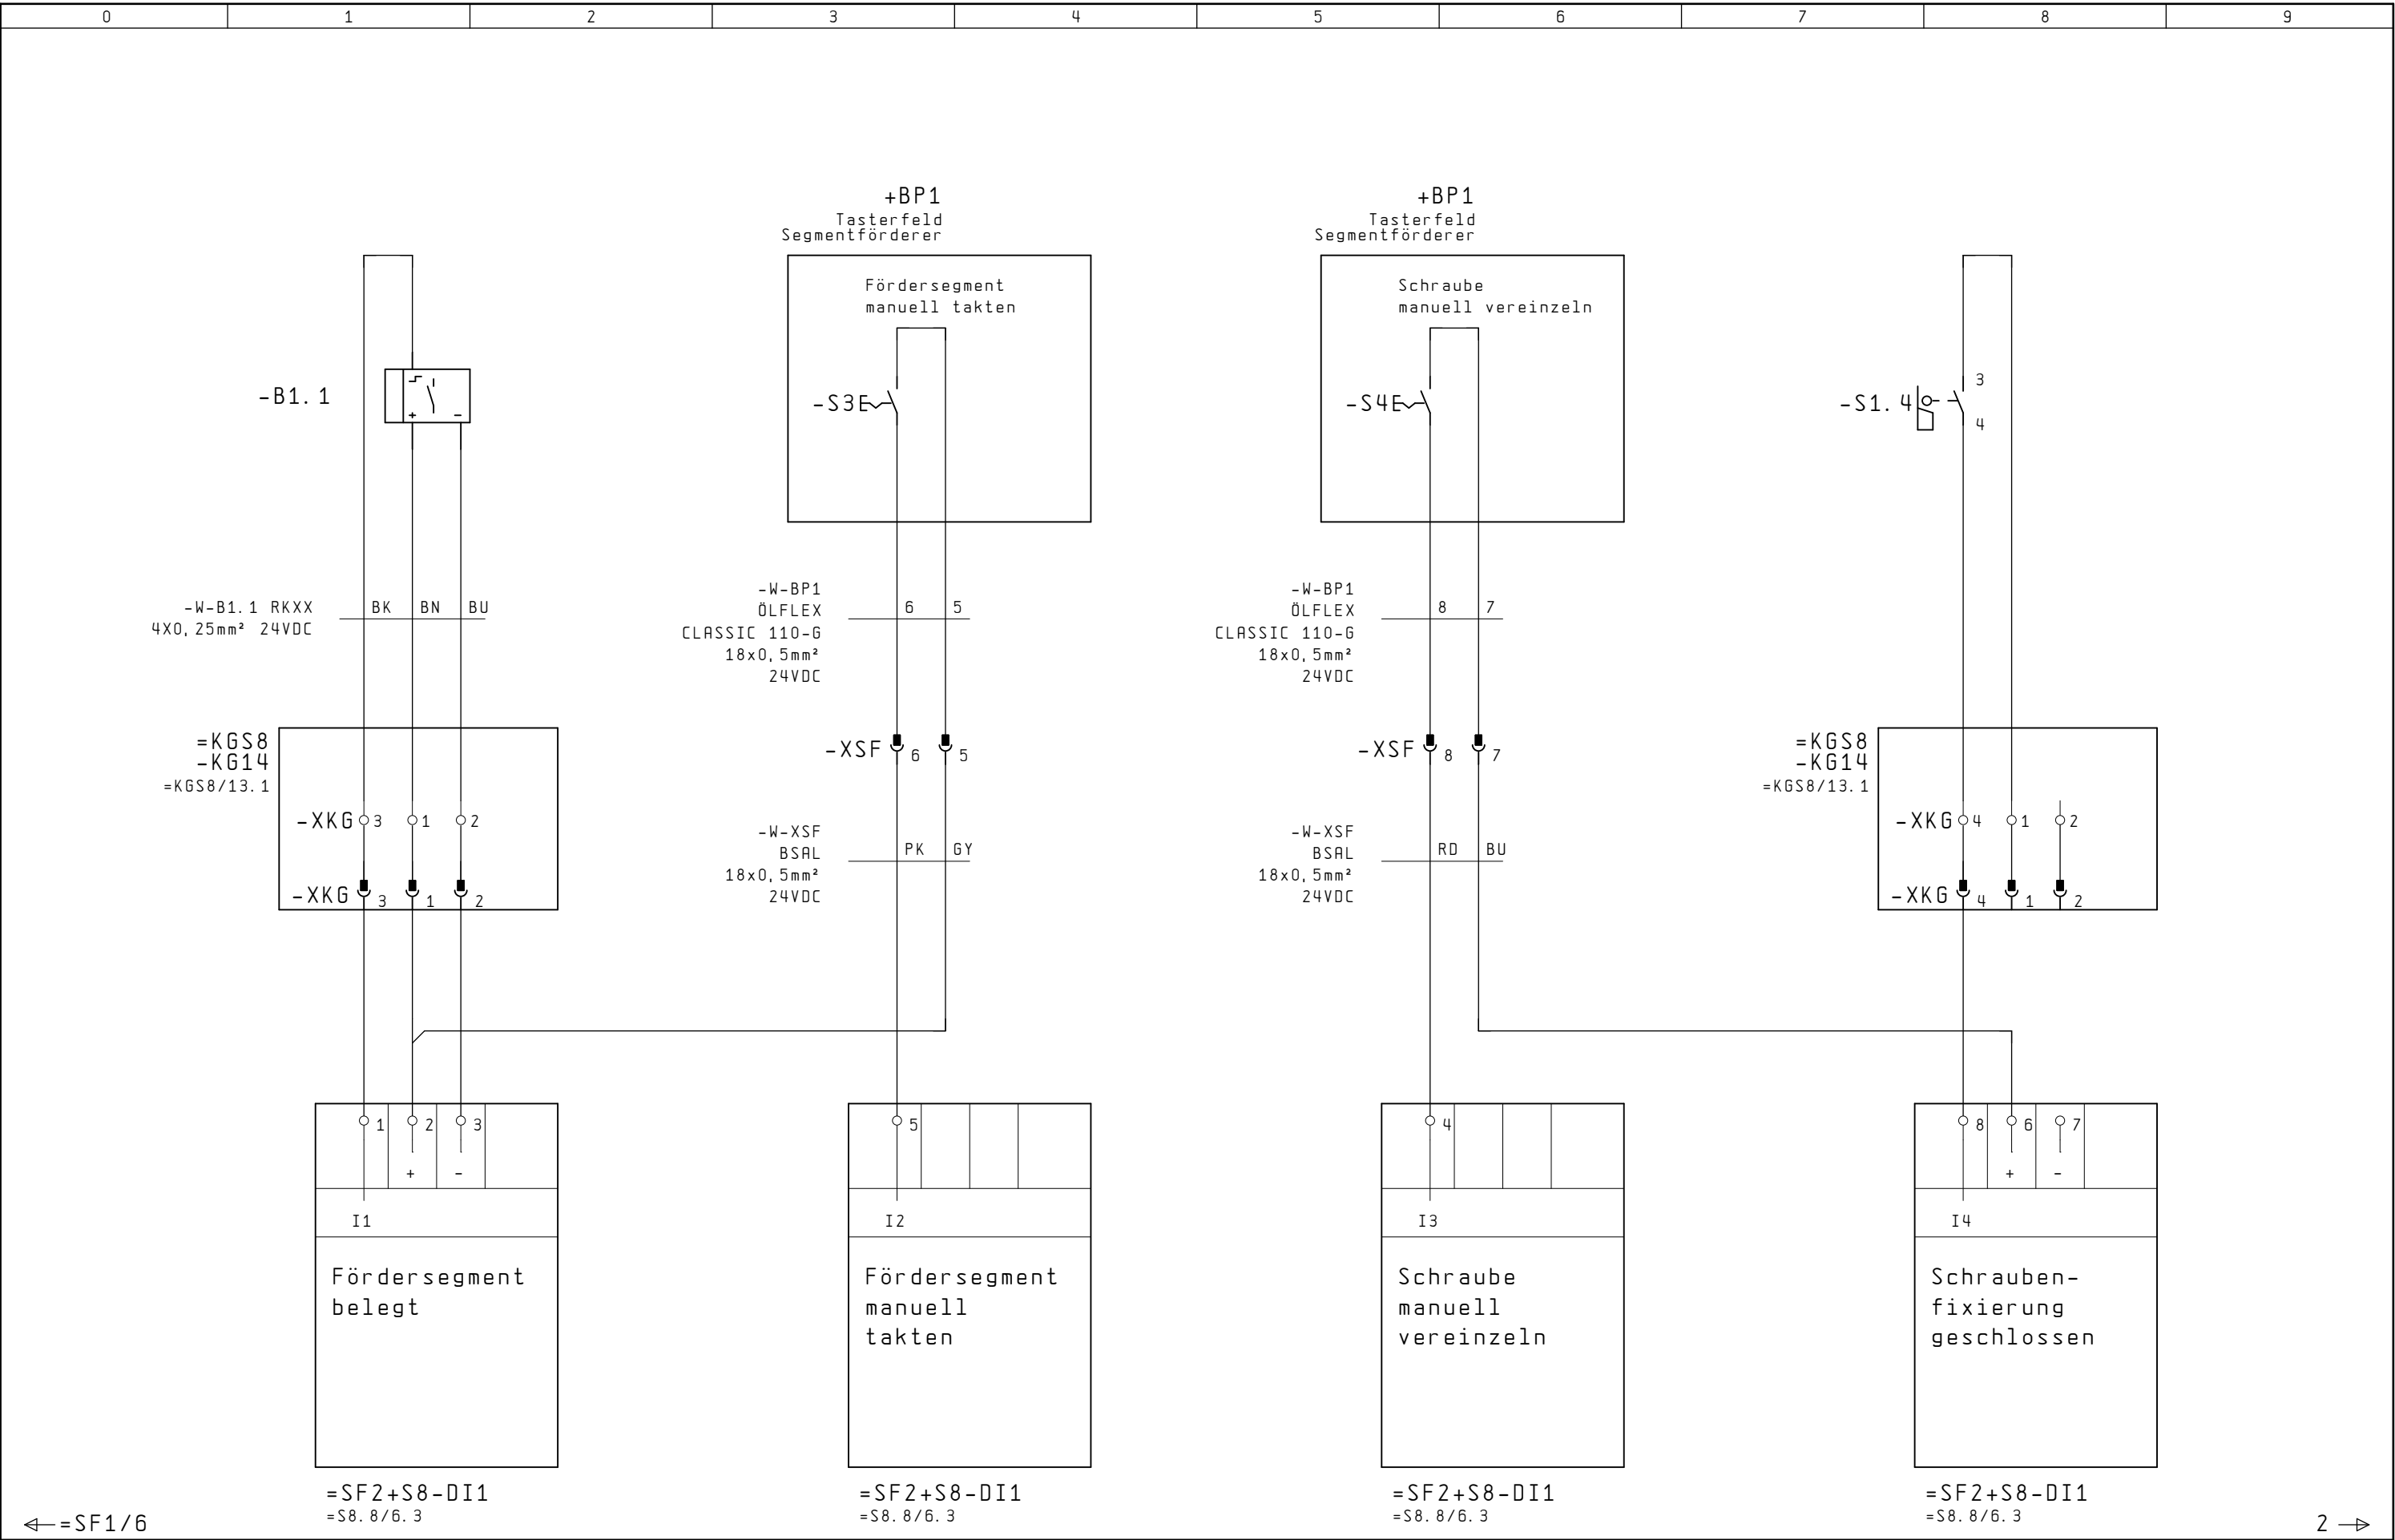 0 1 2 3 4 5 6 7 8 9
+BP1
Tasterfeld
Segmentförderer
+BP1
Tasterfeld
Segmentförderer
Fördersegment
manuell takten
Schraube
manuell vereinzeln
-B1.1
+ -
-S3
-S4
-S1.4
3
4
-W-B1.1 RKXX
4X0,25mm² 24VDC
BK BN BU
-W-BP1
ÖLFLEX
CLASSIC 110-G
18x0,5mm²
24VDC
6 5
-W-BP1
ÖLFLEX
CLASSIC 110-G
18x0,5mm²
24VDC
8 7
=KGS8
-KG14
=KGS8/13.1
-XKG 3 1 2
-XKG 3 1 2
-XSF 6 5
-W-XSF
BSAL
18x0,5mm²
24VDC
PK GY
-XSF 8 7
-W-XSF
BSAL
18x0,5mm²
24VDC
RD BU
=KGS8
-KG14
=KGS8/13.1
-XKG 4 1 2
-XKG 4 1 2
1 2 3
+ -
I1
Fördersegment
belegt
=SF2+S8-DI1
=S8.8/6.3
5
I2
Fördersegment
manuell
takten
=SF2+S8-DI1
=S8.8/6.3
4
I3
Schraube
manuell
vereinzeln
=SF2+S8-DI1
=S8.8/6.3
8 6 7
+ -
I4
Schrauben-
fixierung
geschlossen
=SF2+S8-DI1
=S8.8/6.3
=SF1/6
2